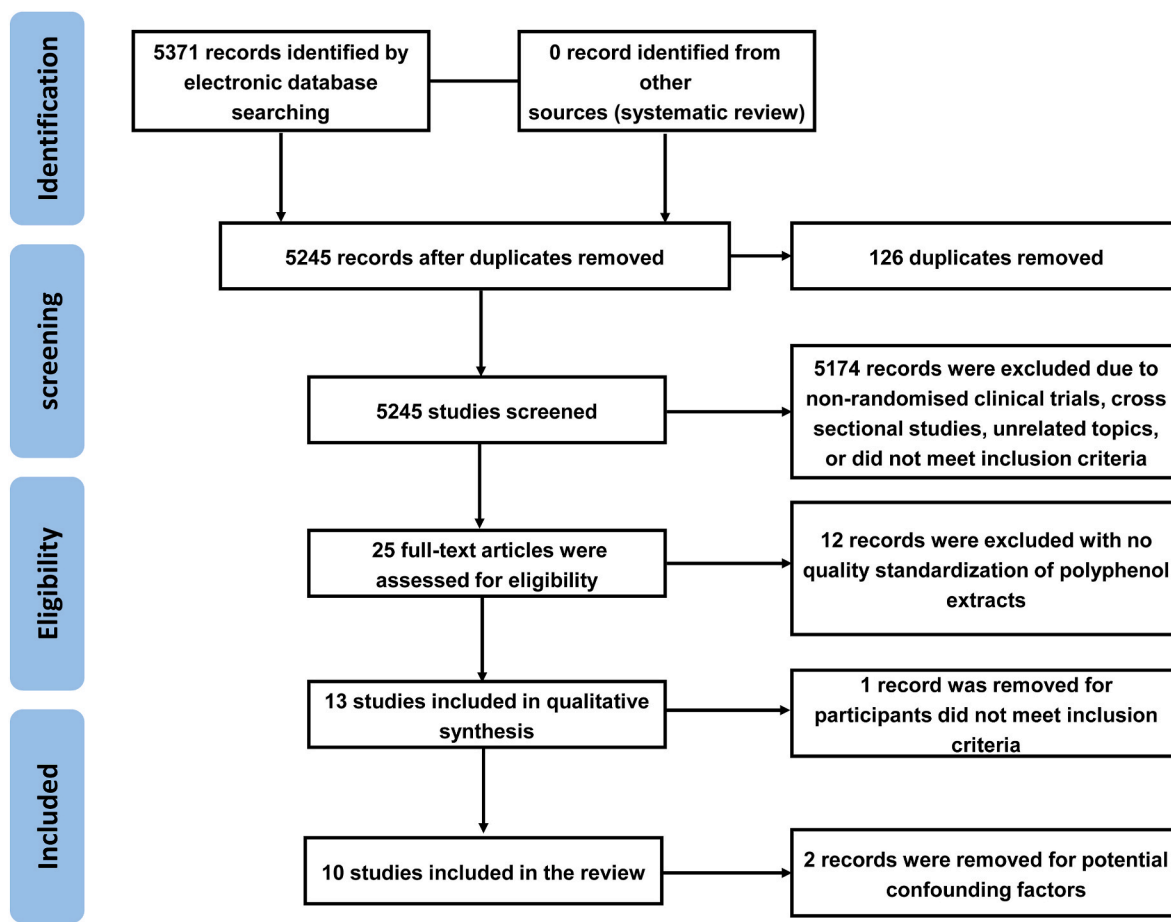 Identification
5371 records identified by
electronic database
searching
0 record identified from
other
sources (systematic review)
screening
5245 records after duplicates removed
126 duplicates removed
5245 studies screened
5174 records were excluded due to
non-randomised clinical trials, cross
sectional studies, unrelated topics,
or did not meet inclusion criteria
Eligibility
25 full-text articles were
assessed for eligibility
12 records were excluded with no
quality standardization of polyphenol
extracts
Included
13 studies included in qualitative
synthesis
1 record was removed for
participants did not meet inclusion
criteria
10 studies included in the review
2 records were removed for potential
confounding factors